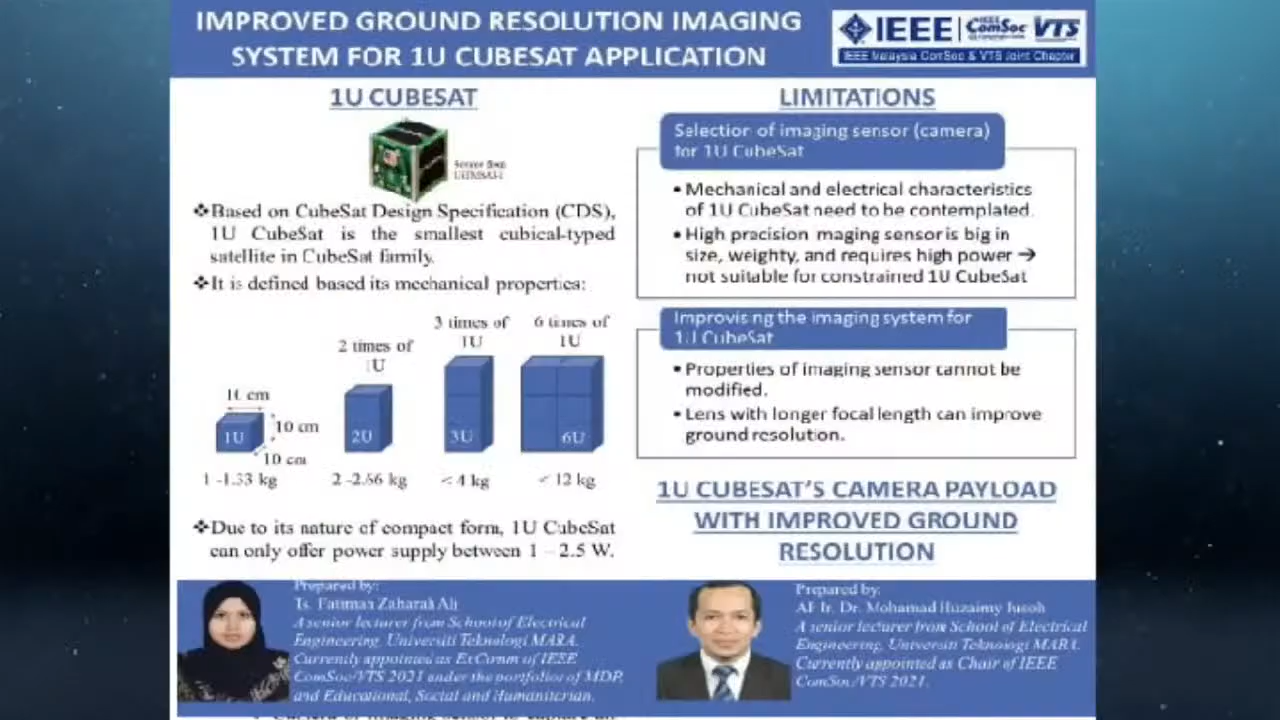 IMPROVED GROUND RESOLUTION IMAGING
SYSTEM FOR 1U CUBESAT APPLICATION
IEEE
IEEE
ComSoc
VTS
IEEE Malaysia ComSoc & VTS Joint Chapter
1U CUBESAT
Source from
UiTMSAT-1
❖Based on CubeSat Design Specification (CDS),
1U CubeSat is the smallest cubical-typed
satellite in CubeSat family.
❖It is defined based its mechanical properties:
3 times of
1U
6 times of
1U
2 times of
1U
10 cm
10 cm
10 cm
1U
2U
3U
6U
1 -1.33 kg
2 -2.66 kg
< 4 kg
< 12 kg
❖Due to its nature of compact form, 1U CubeSat
can only offer power supply between 1 – 2.5 W.
LIMITATIONS
Selection of imaging sensor (camera)
for 1U CubeSat
• Mechanical and electrical characteristics
of 1U CubeSat need to be contemplated.
• High precision imaging sensor is big in
size, weighty, and requires high power →
not suitable for constrained 1U CubeSat
Improvising the imaging system for
1U CubeSat
• Properties of imaging sensor cannot be
modified.
• Lens with longer focal length can improve
ground resolution.
1U CUBESAT'S CAMERA PAYLOAD
WITH IMPROVED GROUND
RESOLUTION
Prepared by:
Ts. Fatimah Zaharah Ali
A senior lecturer from School of Electrical
Engineering, Universiti Teknologi MARA.
Currently appointed as ExComm of IEEE
ComSoc/VTS 2021 under the portfolios of MDP,
and Educational, Social and Humanitarian.
Prepared by:
AP Ir. Dr. Mohamad Huzaimy Jusoh
A senior lecturer from School of Electrical
Engineering, Universiti Teknologi MARA.
Currently appointed as Chair of IEEE
ComSoc/VTS 2021.